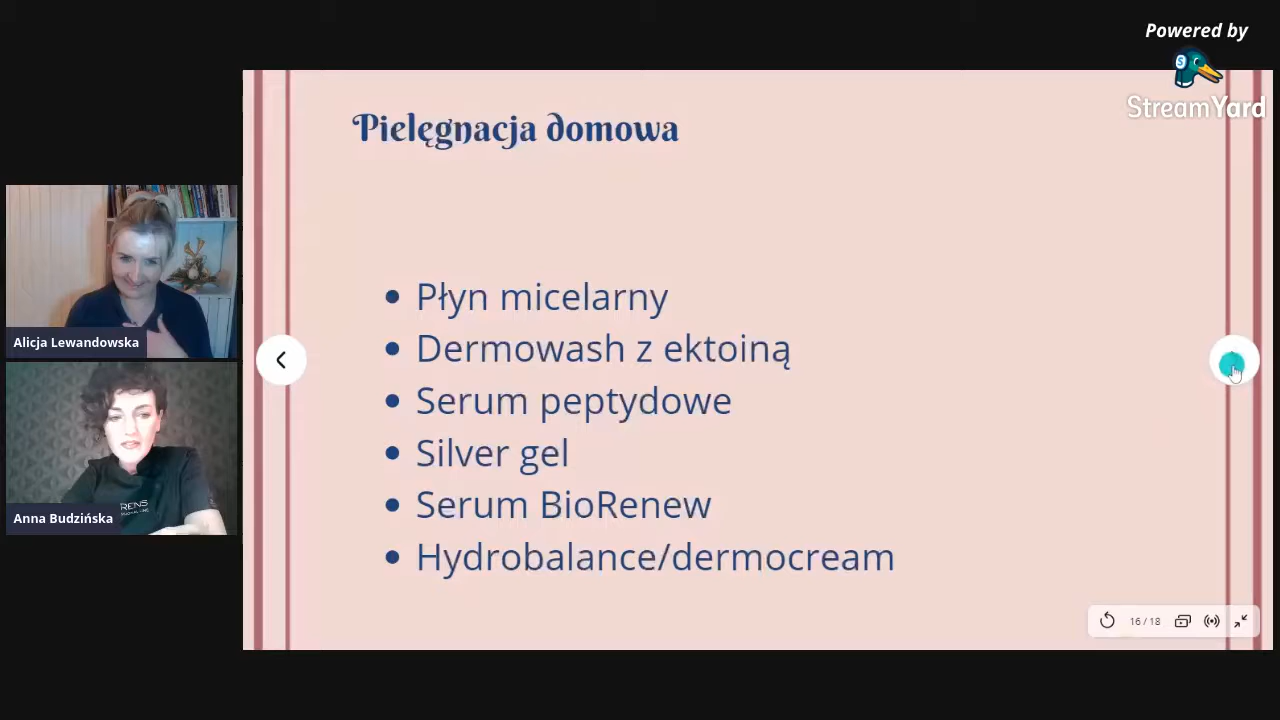 Powered by
StreamYard
Pielęgnacja domowa
Płyn micelarny
Dermowash z ektoiną
Serum peptydowe
Silver gel
Serum BioRenew
Hydrobalance/dermocream
Alicja Lewandowska
RENS
Anna Budzińska
16 / 18